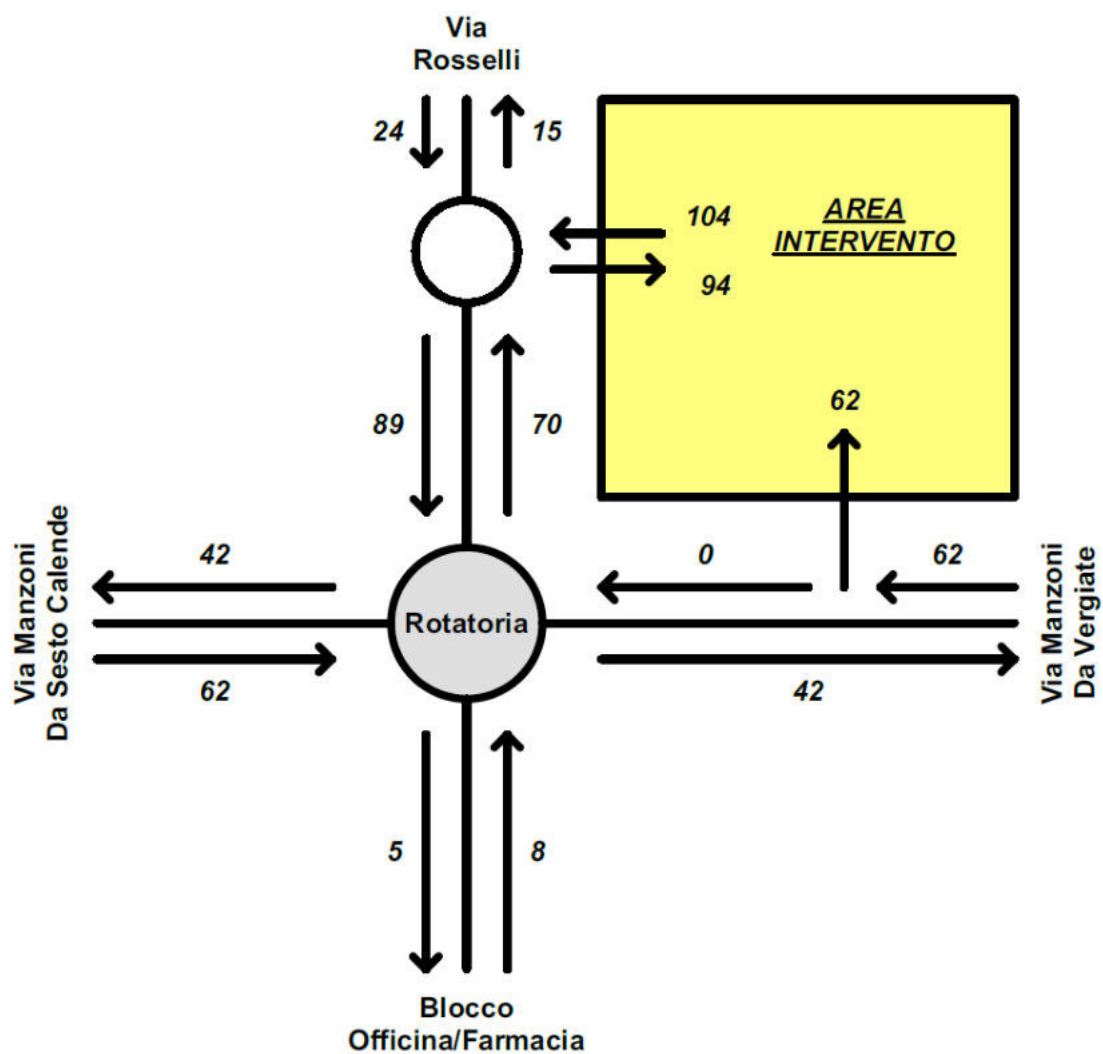 Via
Rosselli
24
15
104
AREA
INTERVENTO
94
89
70
62
Via Manzoni
Da Sesto Calende
42
0
62
Rotatoria
62
42
Via Manzoni
Da Vergiate
5
8
Blocco
Officina/Farmacia